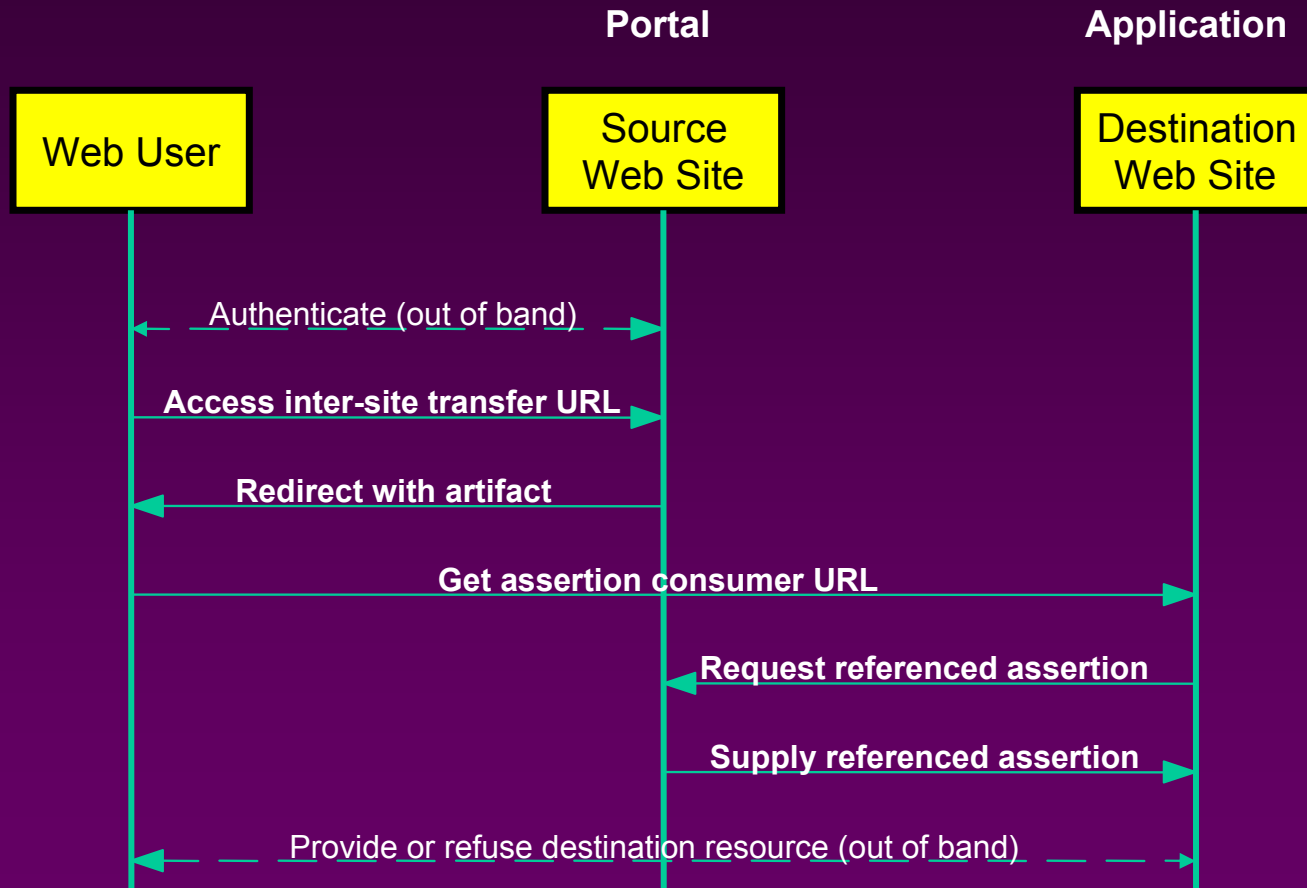 Portal
Application
Web User
Source
Web Site
Destination
Web Site
Authenticate (out of band)
Access inter-site transfer URL
Redirect with artifact
Get assertion consumer URL
Request referenced assertion
Supply referenced assertion
Provide or refuse destination resource (out of band)